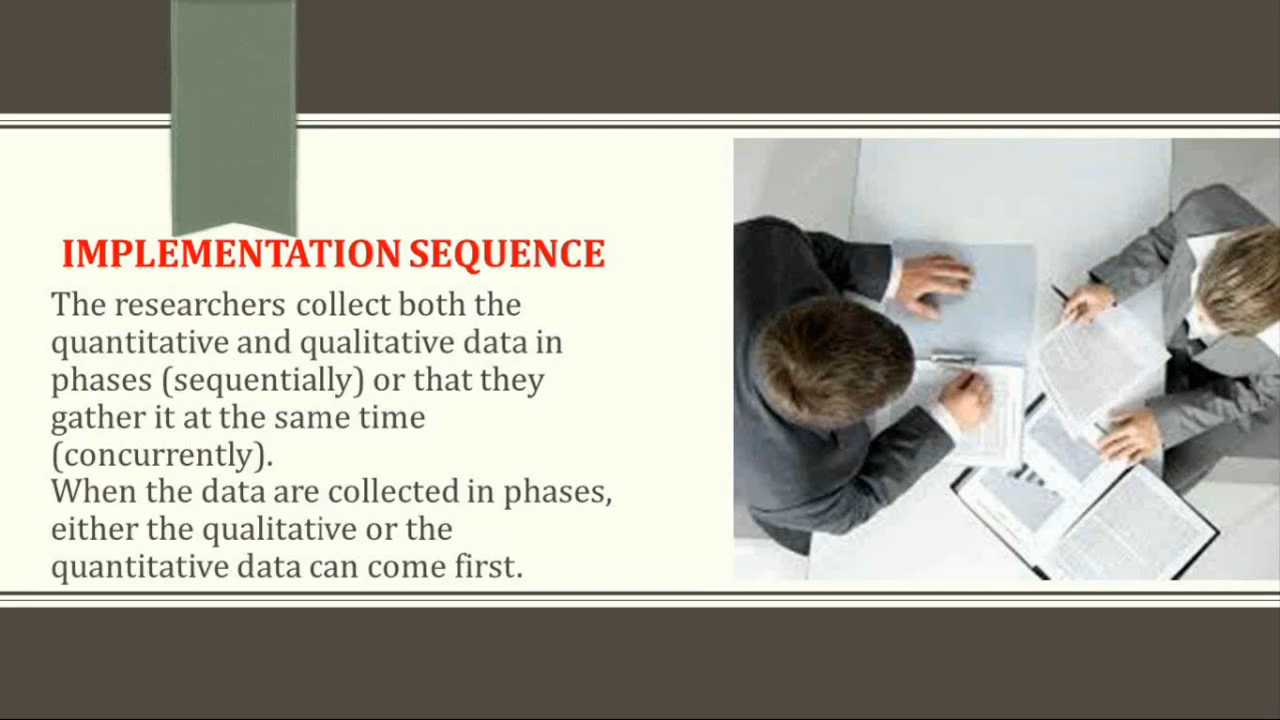 IMPLEMENTATION SEQUENCE
The researchers collect both the
quantitative and qualitative data in
phases (sequentially) or that they
gather it at the same time
(concurrently).
When the data are collected in phases,
either the qualitative or the
quantitative data can come first.